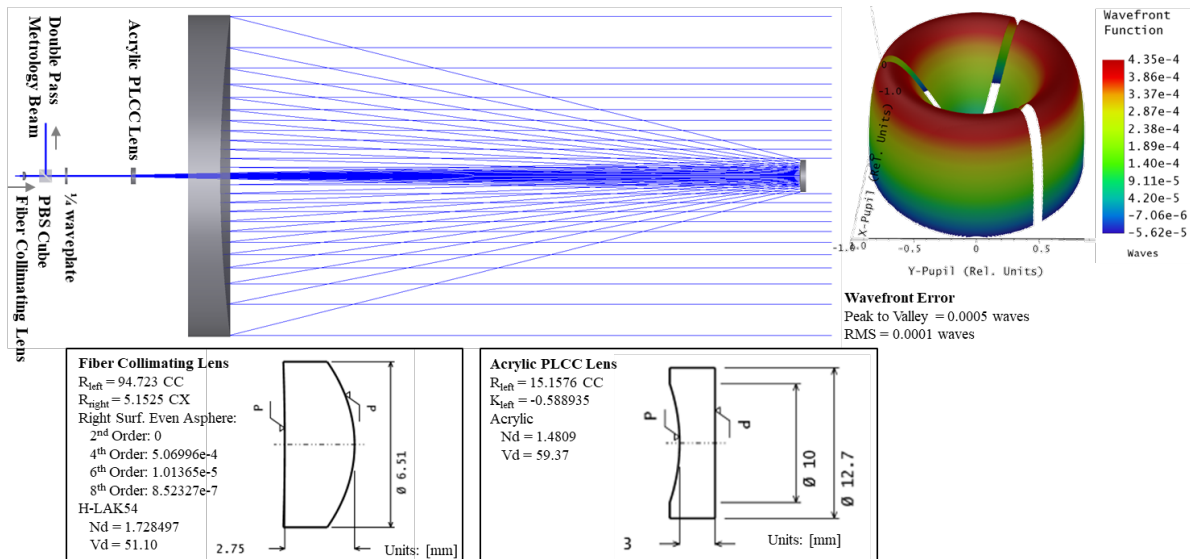 Double Pass
Metrology Beam
Acrylic PLCC Lens
Fiber Collimating Lens
PBS Cube
¼ waveplate
Wavefront
Function
4.35e-4
3.86e-4
3.37e-4
2.87e-4
2.38e-4
1.89e-4
1.40e-4
9.11e-5
4.20e-5
-7.06e-6
-5.62e-5
Waves
0
-1.0
X-Pupil (Rel. Units)
-1.0
-1.0
-0.5
0
0.5
Y-Pupil (Rel. Units)
Wavefront Error
Peak to Valley = 0.0005 waves
RMS = 0.0001 waves
Fiber Collimating Lens
Rleft = 94.723 CC
Rright = 5.1525 CX
Right Surf. Even Asphere:
2nd Order: 0
4th Order: 5.06996e-4
6th Order: 1.01365e-5
8th Order: 8.52327e-7
H-LAK54
Nd = 1.728497
Vd = 51.10
P
P
Ø 6.51
2.75
Units: [mm]
Acrylic PLCC Lens
Rleft = 15.1576 CC
Kleft = -0.588935
Acrylic
Nd = 1.4809
Vd = 59.37
P
P
Ø 10
Ø 12.7
3
Units: [mm]